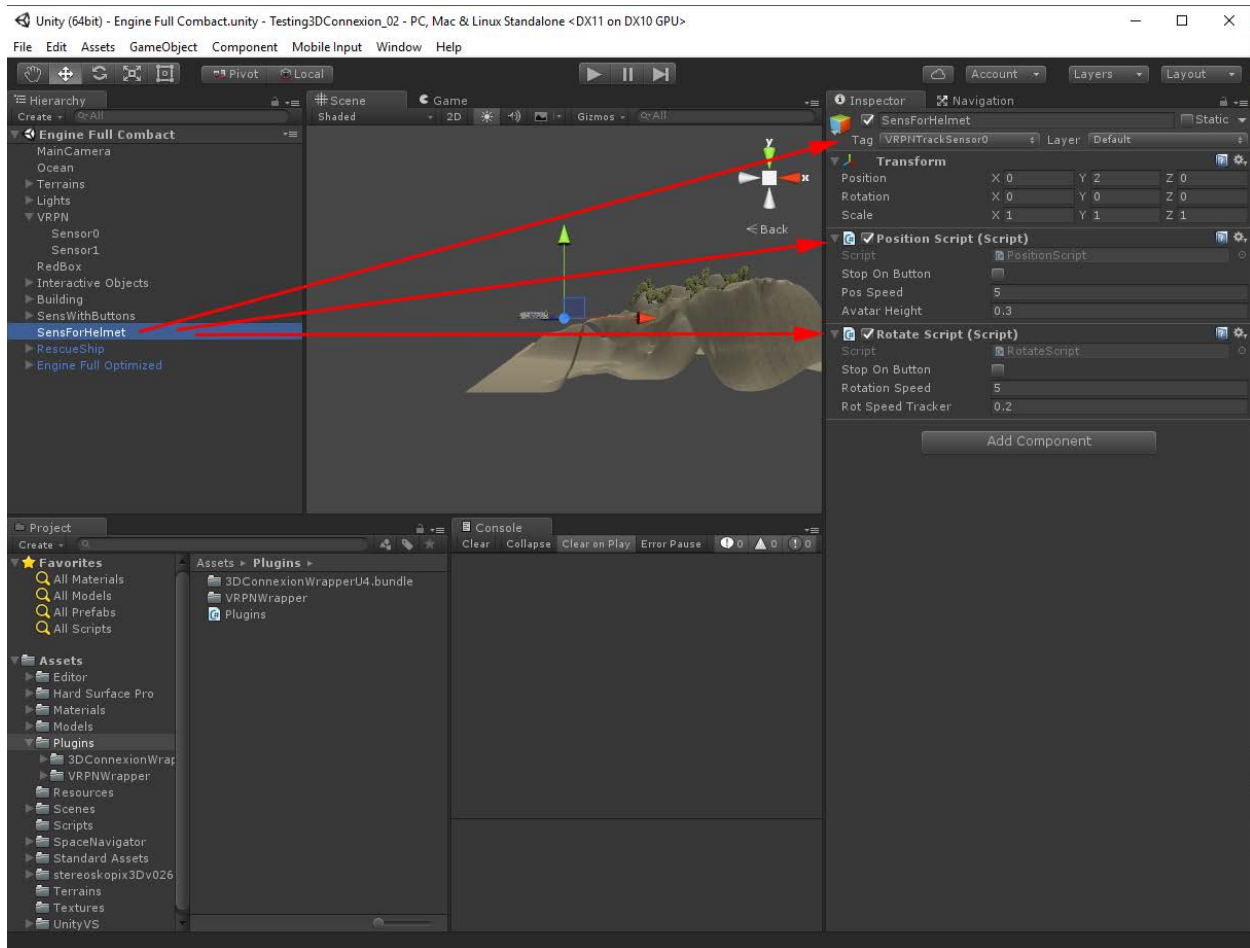 Unity (64bit) - Engine Full Combact.unity - Testing3DConnexion_02 - PC, Mac & Linux Standalone <DX11 on DX10 GPU>
File Edit Assets GameObject Component Mobile Input Window Help
Pivot Local Account Layers Layout
Hierarchy
Create All
Engine Full Combact
MainCamera
Ocean
Terrains
Lights
VRPN
Sensor0
Sensor1
RedBox
Interactive Objects
Building
SensWithButtons
SensForHelmet
RescueShip
Engine Full Optimized
Scene Game
Shaded 2D Gizmos All
y
x
Back
Inspector Navigation
SensForHelmet Static
Tag VRPNTrackSensor0 Layer Default
Transform
Position X 0 Y 2 Z 0
Rotation X 0 Y 0 Z 0
Scale X 1 Y 1 Z 1
Position Script (Script)
Script PositionScript
Stop On Button
Pos Speed 5
Avatar Height 0.3
Rotate Script (Script)
Script RotateScript
Stop On Button
Rotation Speed 5
Rot Speed Tracker 0.2
Add Component
Project
Create
Favorites
All Materials
All Models
All Prefabs
All Scripts
Assets
Editor
Hard Surface Pro
Materials
Models
Plugins
3DConnexionWrap
VRPNWrapper
Resources
Scenes
Scripts
SpaceNavigator
Standard Assets
stereoskopix3Dv026
Terrains
Textures
UnityVS
Assets Plugins
3DConnexionWrapperU4.bundle
VRPNWrapper
Plugins
Console
Clear Collapse Clear on Play Error Pause 0 0 0